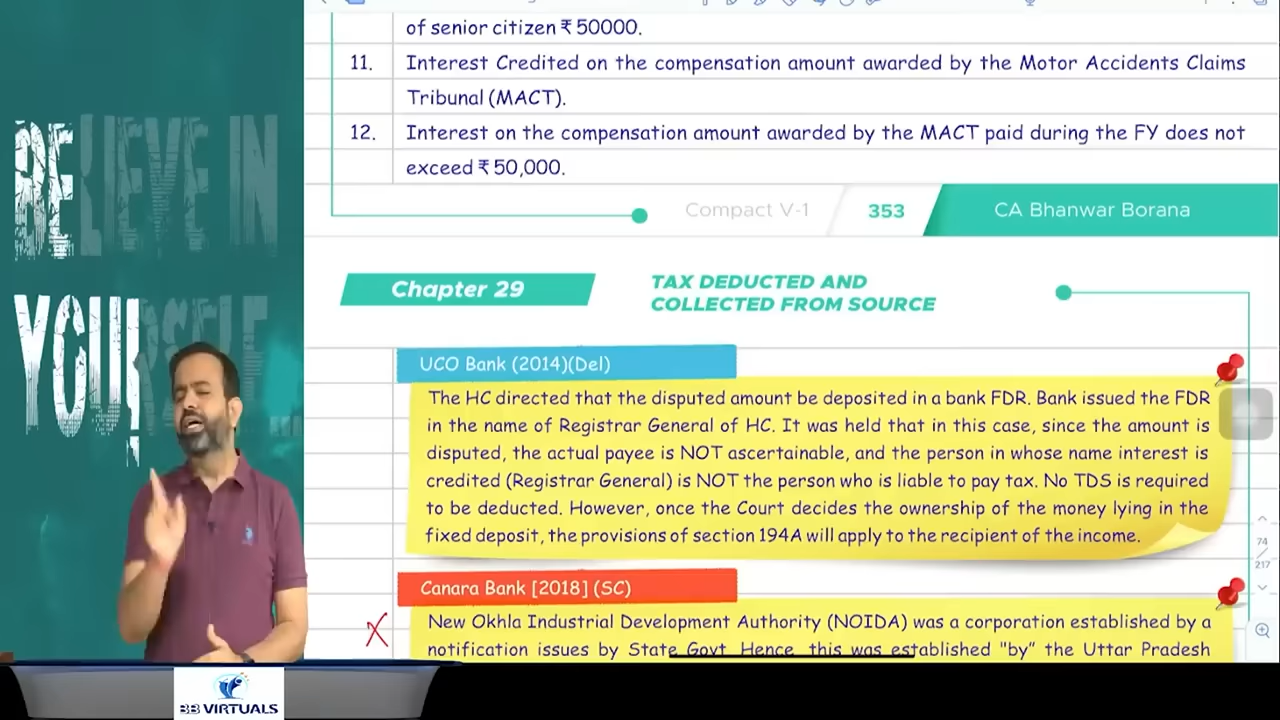 BELIEVE IN
YOURSELF
of senior citizen ₹ 50000.
11. Interest Credited on the compensation amount awarded by the Motor Accidents Claims
Tribunal (MACT).
12. Interest on the compensation amount awarded by the MACT paid during the FY does not
exceed ₹ 50,000.
Compact V-1 353 CA Bhanwar Borana
Chapter 29
TAX DEDUCTED AND
COLLECTED FROM SOURCE
UCO Bank (2014)(Del)
The HC directed that the disputed amount be deposited in a bank FDR. Bank issued the FDR
in the name of Registrar General of HC. It was held that in this case, since the amount is
disputed, the actual payee is NOT ascertainable, and the person in whose name interest is
credited (Registrar General) is NOT the person who is liable to pay tax. No TDS is required
to be deducted. However, once the Court decides the ownership of the money lying in the
fixed deposit, the provisions of section 194A will apply to the recipient of the income.
74
217
Canara Bank [2018] (SC)
New Okhla Industrial Development Authority (NOIDA) was a corporation established by a
notification issues by State Govt. Hence, this was established "by" the Uttar Pradesh
BB VIRTUALS